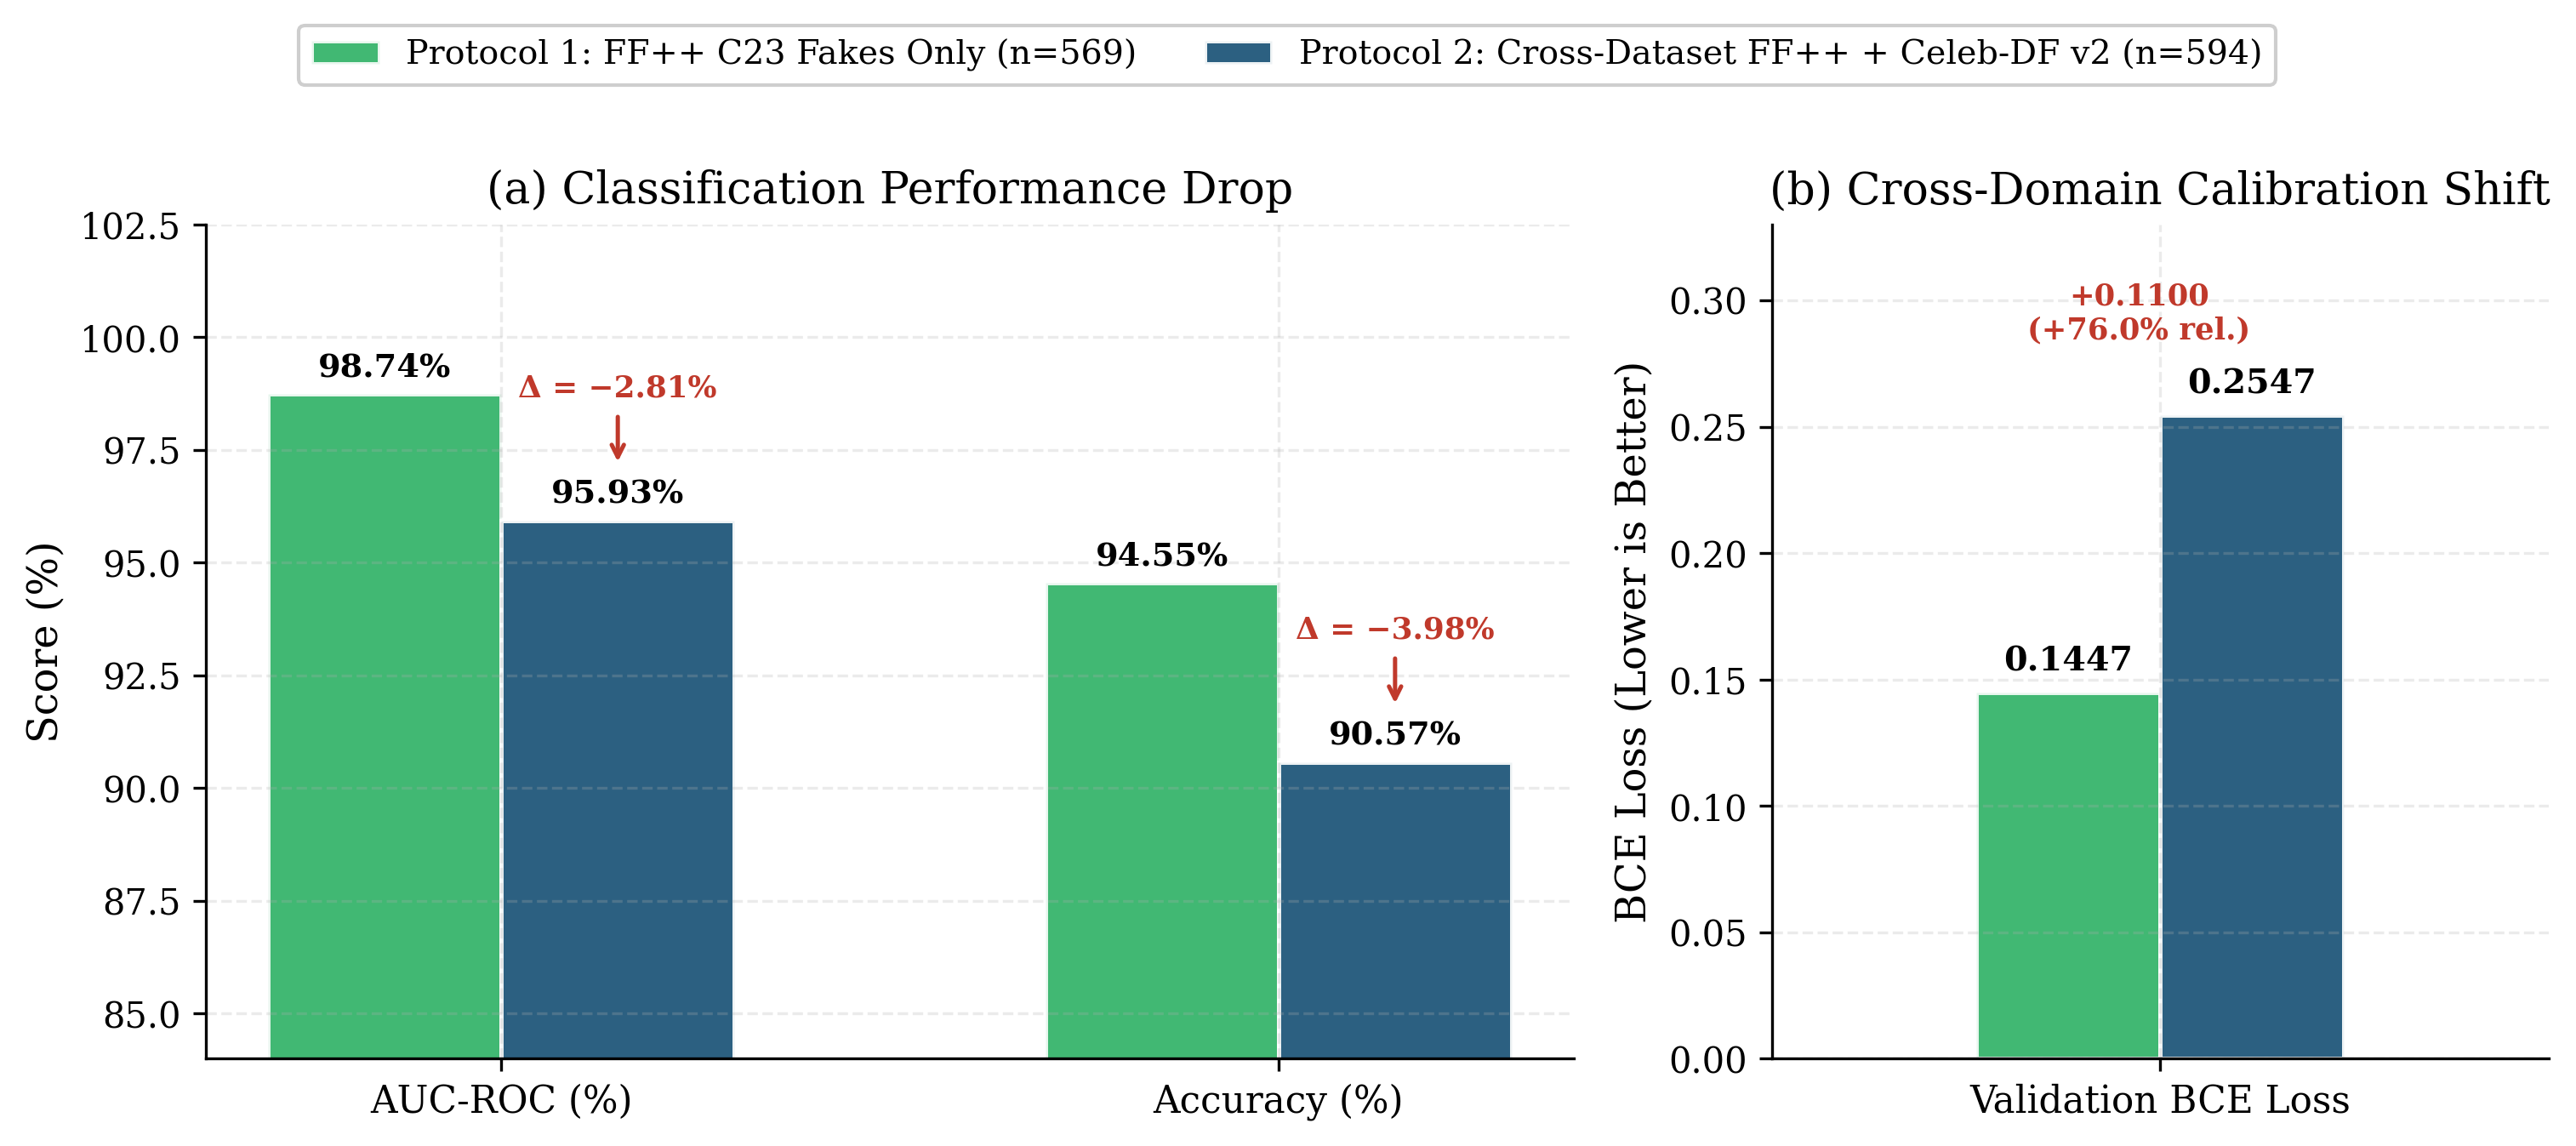 Protocol 1: FF++ C23 Fakes Only (n=569)
Protocol 2: Cross-Dataset FF++ + Celeb-DF v2 (n=594)
(a) Classification Performance Drop
Score (%)
102.5
100.0
97.5
95.0
92.5
90.0
87.5
85.0
98.74%
Δ = −2.81%
95.93%
94.55%
Δ = −3.98%
90.57%
AUC-ROC (%)
Accuracy (%)
(b) Cross-Domain Calibration Shift
BCE Loss (Lower is Better)
0.30
0.25
0.20
0.15
0.10
0.05
0.00
+0.1100
(+76.0% rel.)
0.2547
0.1447
Validation BCE Loss